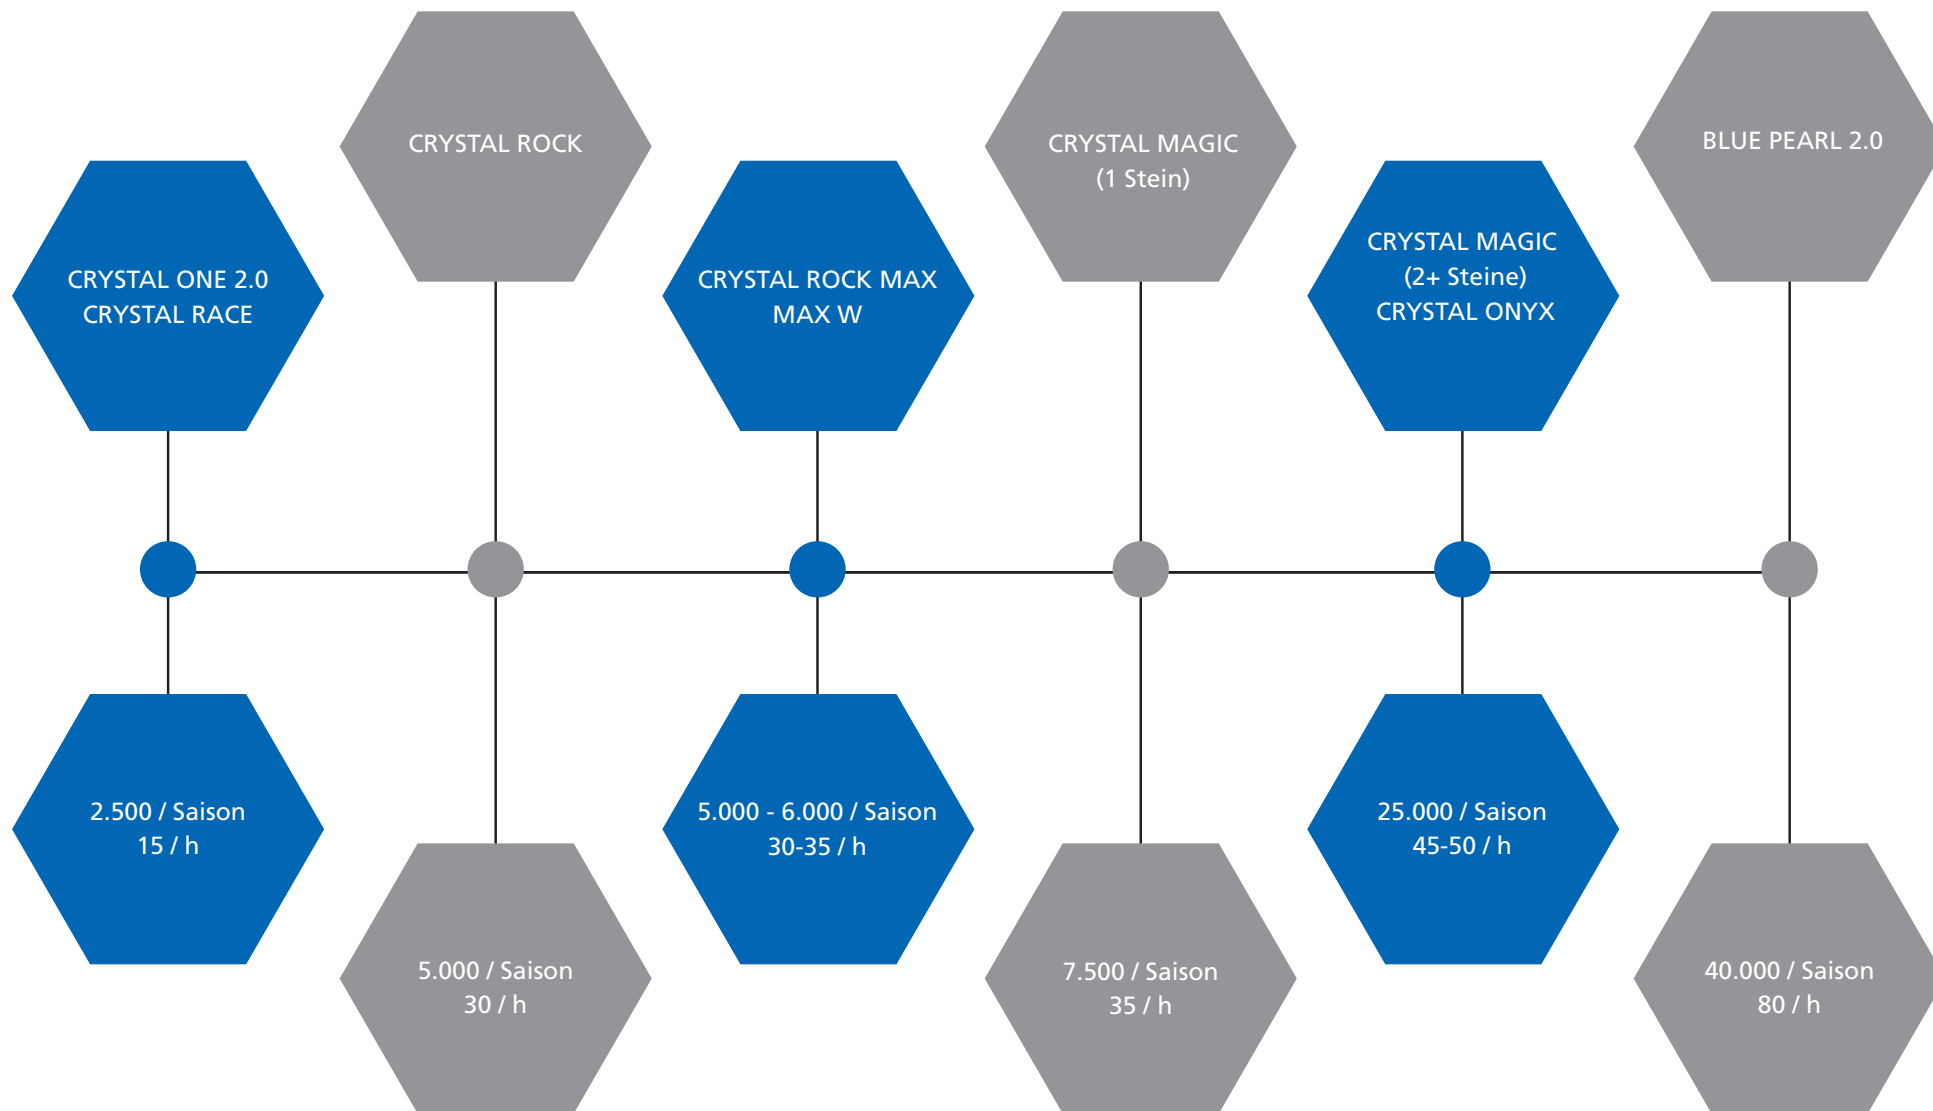 CRYSTAL ONE 2.0
CRYSTAL RACE
CRYSTAL ROCK
CRYSTAL ROCK MAX
MAX W
CRYSTAL MAGIC
(1 Stein)
CRYSTAL MAGIC
(2+ Steine)
CRYSTAL ONYX
BLUE PEARL 2.0
2.500 / Saison
15 / h
5.000 / Saison
30 / h
5.000 - 6.000 / Saison
30-35 / h
7.500 / Saison
35 / h
25.000 / Saison
45-50 / h
40.000 / Saison
80 / h